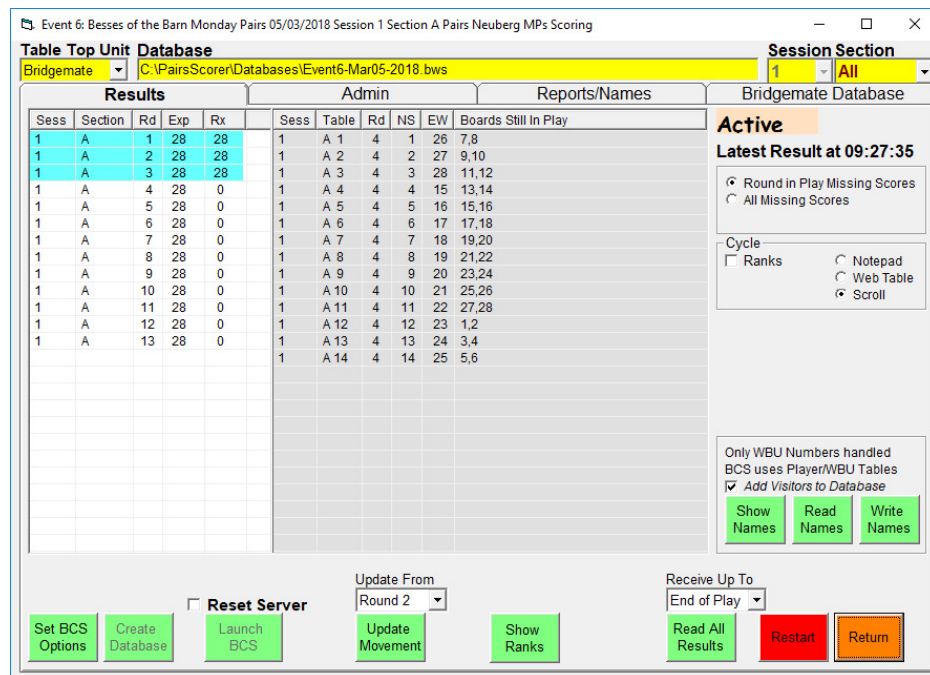 Event 6: Besses of the Barn Monday Pairs 05/03/2018 Session 1 Section A Pairs Neuberg MPs Scoring
Table Top Unit Database Session Section
Bridgemate C:\PairsScorer\Databases\Event6-Mar05-2018.bws 1 All
Results Admin Reports/Names Bridgemate Database
Sess Section Rd Exp Rx
1 A 1 28 28
1 A 2 28 28
1 A 3 28 28
1 A 4 28 0
1 A 5 28 0
1 A 6 28 0
1 A 7 28 0
1 A 8 28 0
1 A 9 28 0
1 A 10 28 0
1 A 11 28 0
1 A 12 28 0
1 A 13 28 0
Sess Table Rd NS EW Boards Still In Play
1 A 1 4 1 26 7,8
1 A 2 4 2 27 9,10
1 A 3 4 3 28 11,12
1 A 4 4 4 15 13,14
1 A 5 4 5 16 15,16
1 A 6 4 6 17 17,18
1 A 7 4 7 18 19,20
1 A 8 4 8 19 21,22
1 A 9 4 9 20 23,24
1 A 10 4 10 21 25,26
1 A 11 4 11 22 27,28
1 A 12 4 12 23 1,2
1 A 13 4 13 24 3,4
1 A 14 4 14 25 5,6
Active
Latest Result at 09:27:35
Round in Play Missing Scores
All Missing Scores
Cycle
Ranks Notepad
Web Table
Scroll
Only WBU Numbers handled
BCS uses Player/WBU Tables
Add Visitors to Database
Show Names
Read Names
Write Names
Update From
Round 2
Receive Up To
End of Play
Reset Server
Set BCS Options
Create Database
Launch BCS
Update Movement
Show Ranks
Read All Results
Restart
Return